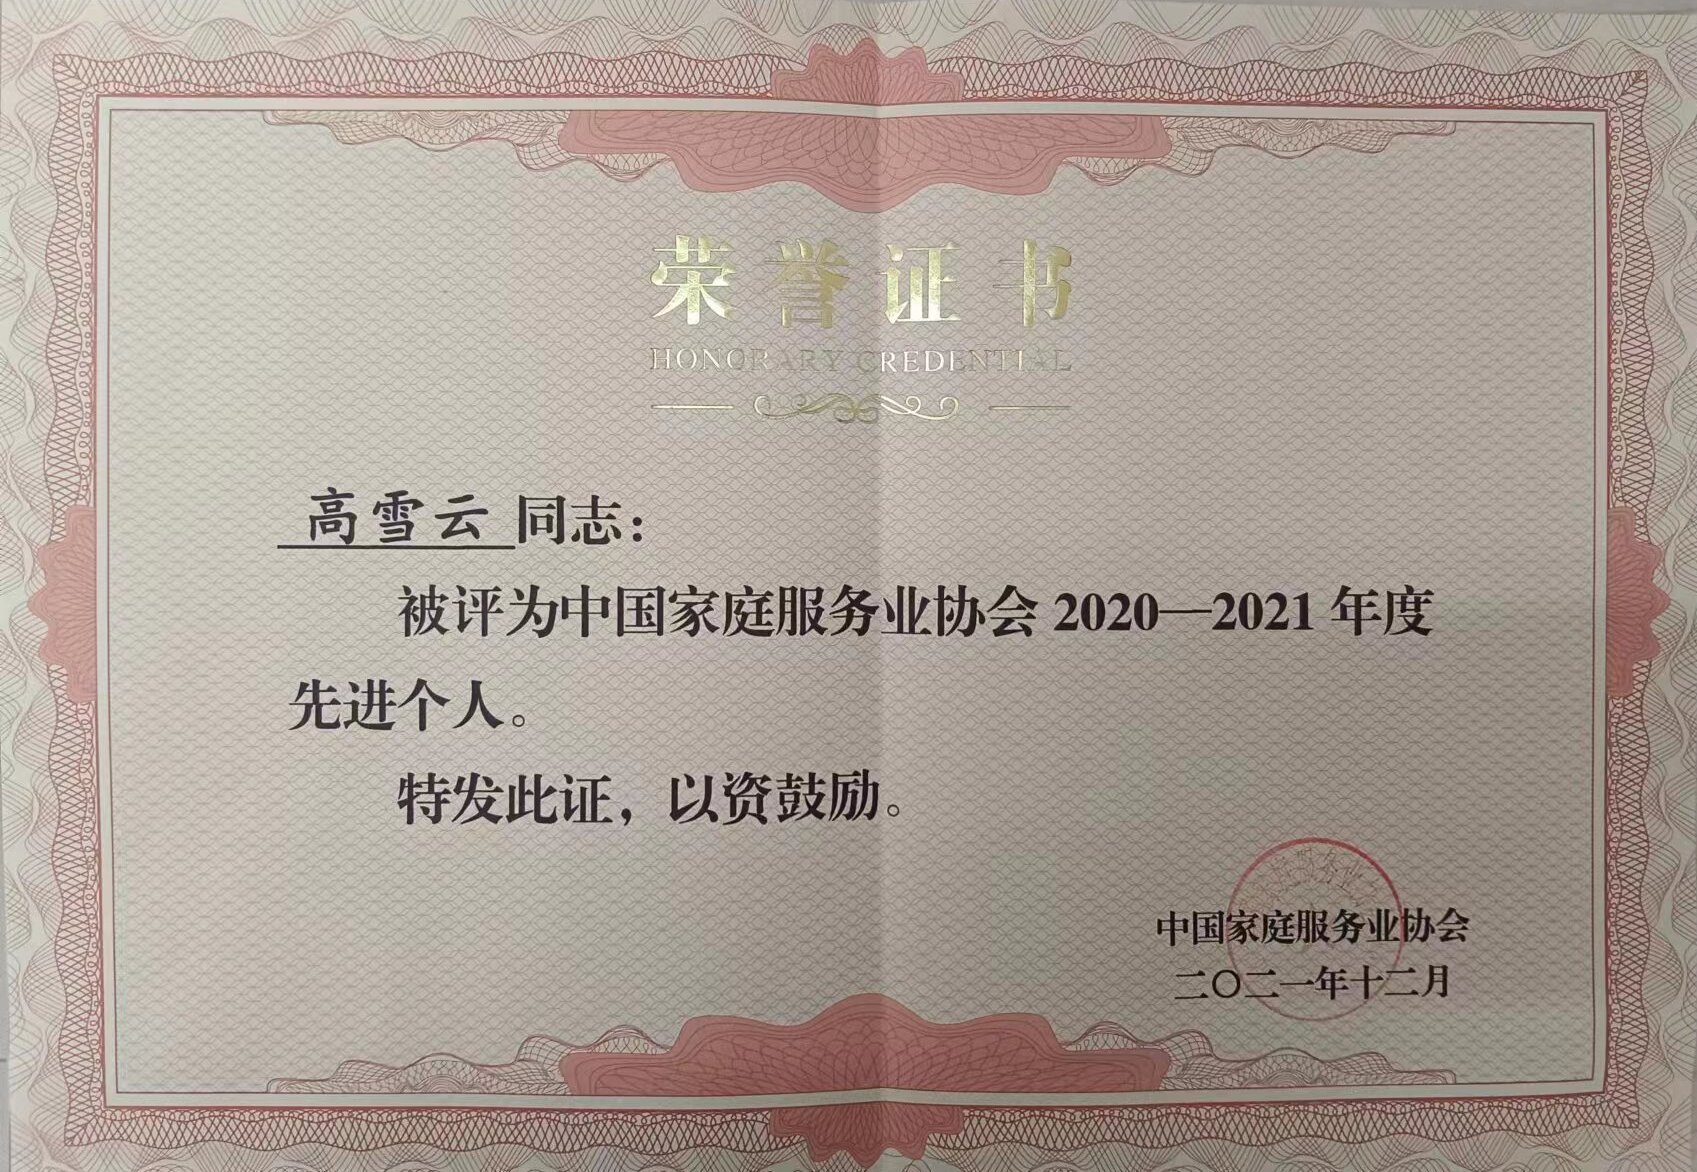 荣誉证书
HONORARY CREDENTIAL
高雪云 同志：
被评为中国家庭服务业协会 2020—2021 年度
先进个人。
特发此证，以资鼓励。
中国家庭服务业协会
二〇二一年十二月